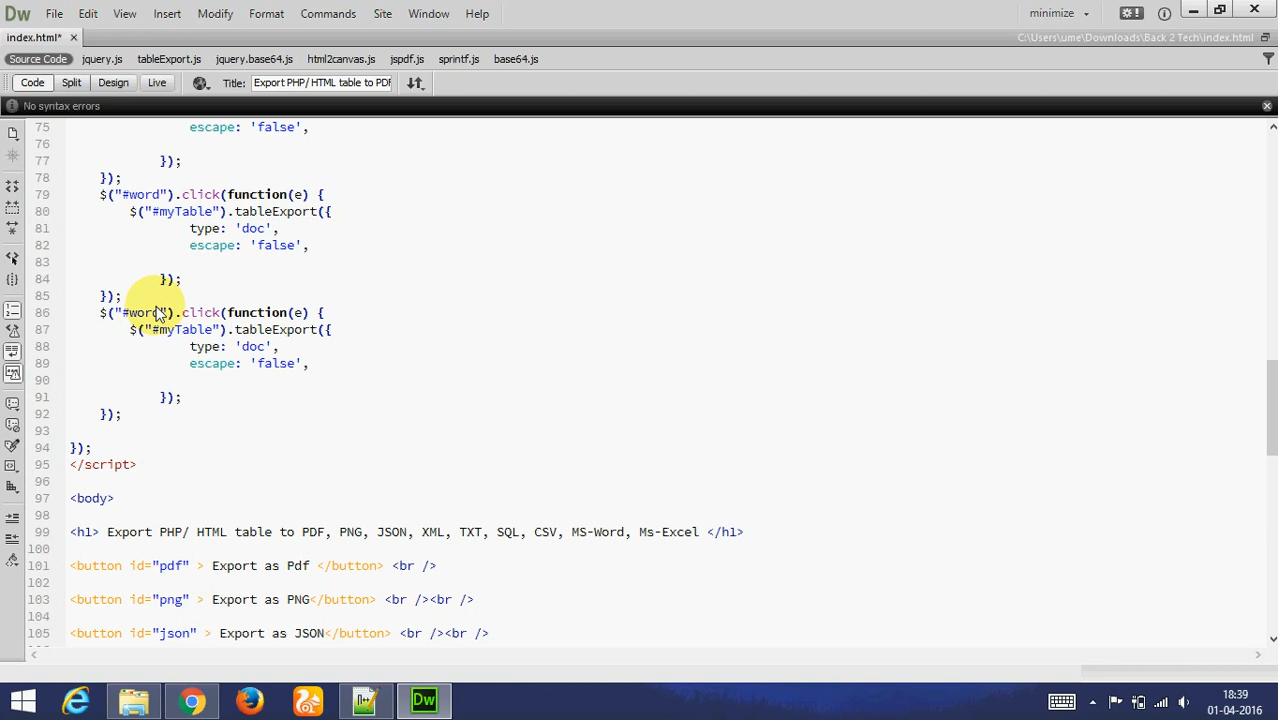 Dw File Edit View Insert Modify Format Commands Site Window Help minimize
index.html* C:\Users\ume\Downloads\Back 2 Tech\index.html
Source Code jquery.js tableExport.js jquery.base64.js html2canvas.js jspdf.js sprintf.js base64.js
Code Split Design Live Title: Export PHP/ HTML table to PDF
No syntax errors
75 escape: 'false',
76
77 });
78 });
79 $("#word").click(function(e) {
80 $("#myTable").tableExport({
81 type: 'doc',
82 escape: 'false',
83
84 });
85 });
86 $("#word").click(function(e) {
87 $("#myTable").tableExport({
88 type: 'doc',
89 escape: 'false',
90
91 });
92 });
93
94 });
95 </script>
96
97 <body>
98
99 <h1> Export PHP/ HTML table to PDF, PNG, JSON, XML, TXT, SQL, CSV, MS-Word, Ms-Excel </h1>
100
101 <button id="pdf" > Export as Pdf </button> <br />
102
103 <button id="png" > Export as PNG</button> <br /><br />
104
105 <button id="json" > Export as JSON</button> <br /><br />
Dw
18:39
01-04-2016